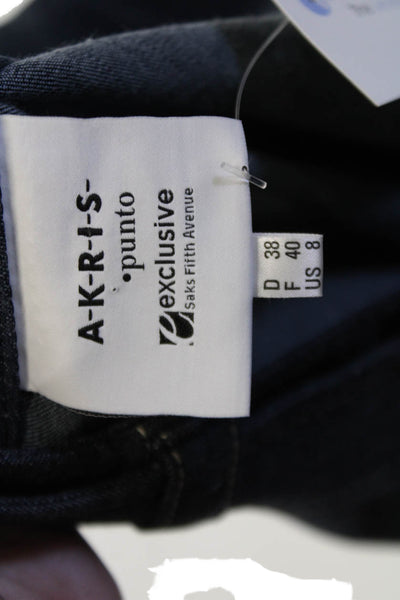 A-K-R-I-S-
•punto
e exclusive
Saks Fifth Avenue
D 38
F 40
US 8